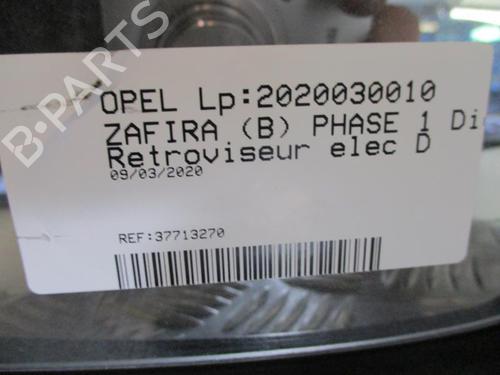 B-PARTS
OPEL Lp:2020030010
ZAFIRA (B) PHASE 1 Di
Retroviseur elec D
09/03/2020
REF:37713270